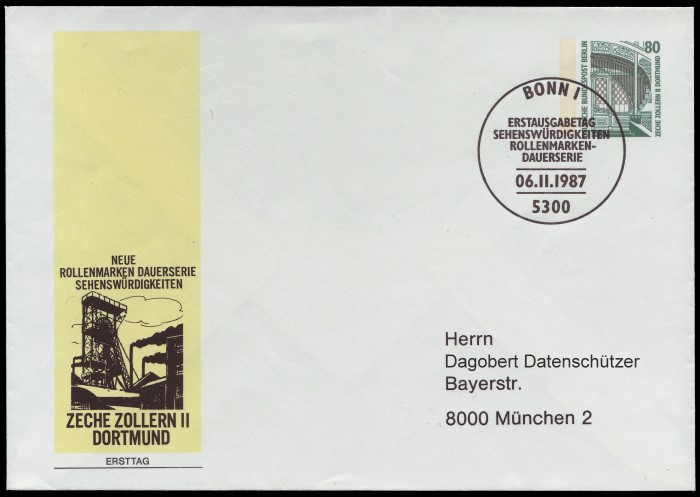 80
DEUTSCHE BUNDESPOST BERLIN
ZECHE ZOLLERN II DORTMUND
BONN 1
ERSTAUSGABETAG
SEHENSWÜRDIGKEITEN
ROLLENMARKEN-
DAUERSERIE
06.11.1987
5300
NEUE
ROLLENMARKEN DAUERSERIE
SEHENSWÜRDIGKEITEN
ZECHE ZOLLERN II
DORTMUND
ERSTTAG
Herrn
Dagobert Datenschützer
Bayerstr.
8000 München 2